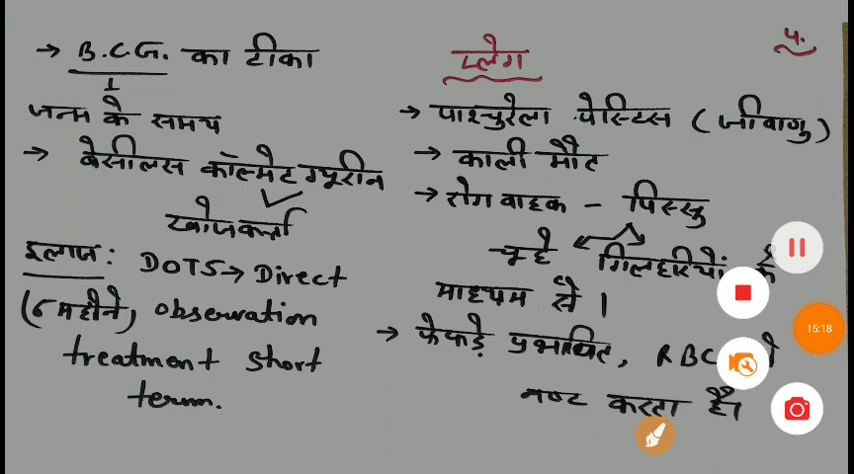 → B.C.G. का टीका
↓
जन्म के समय
→ बेसीलस कॉल्मेट ग्यूरीन
खोजकर्ता
इलाज: DOTS → Direct
(6 महीने) observation
treatment short
term.
५.
प्लेग
→ पाश्चुरेला पेस्टिस (जीवाणु)
→ काली मौत
→ रोग वाहक - पिस्सु
चूहे गिलहरियों के
माध्यम से।
→ फेफड़े प्रभावित, RBC
नष्ट करता है।
15:18